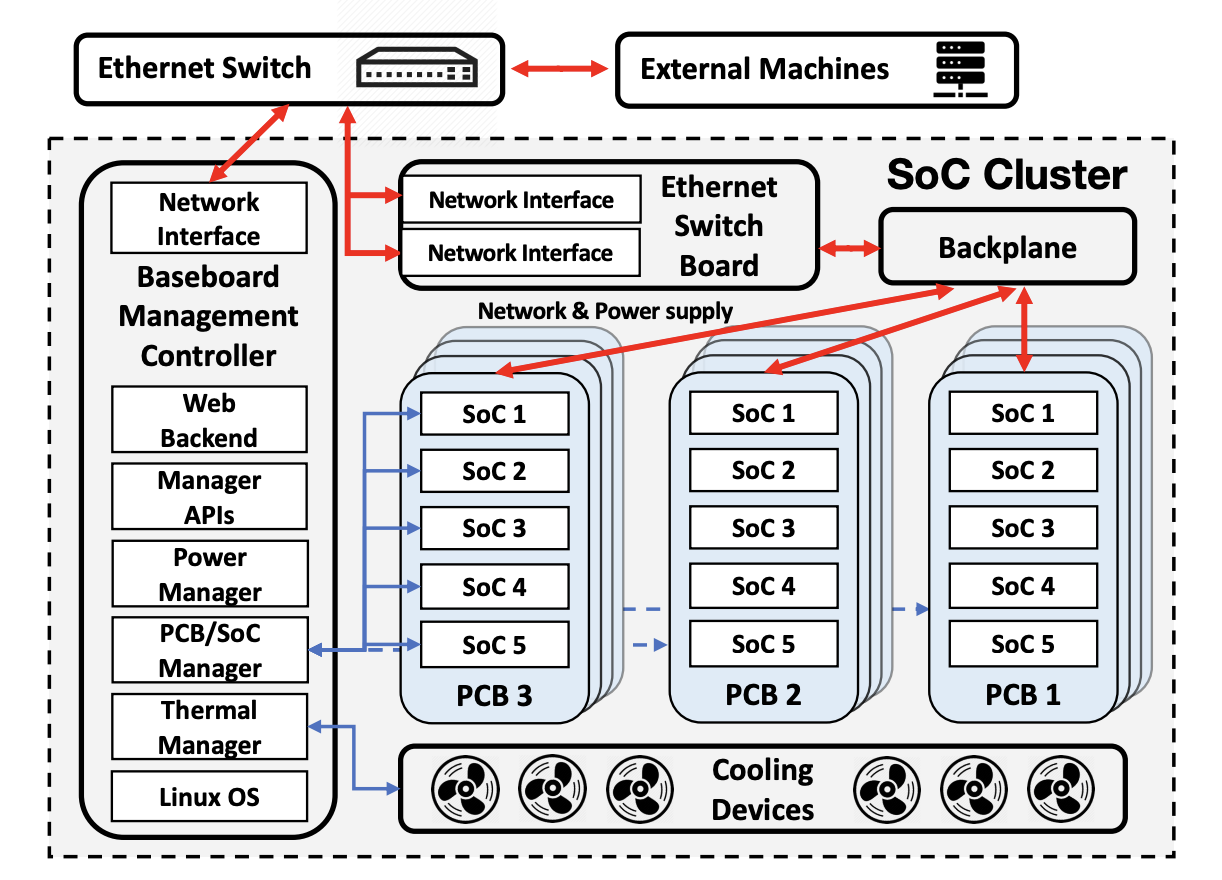 Ethernet Switch
External Machines
SoC Cluster
Network
Interface
Baseboard
Management
Controller
Web
Backend
Manager
APIs
Power
Manager
PCB/SoC
Manager
Thermal
Manager
Linux OS
Network Interface
Network Interface
Ethernet
Switch
Board
Backplane
Network & Power supply
SoC 1
SoC 2
SoC 3
SoC 4
SoC 5
PCB 3
SoC 1
SoC 2
SoC 3
SoC 4
SoC 5
PCB 2
SoC 1
SoC 2
SoC 3
SoC 4
SoC 5
PCB 1
Cooling
Devices